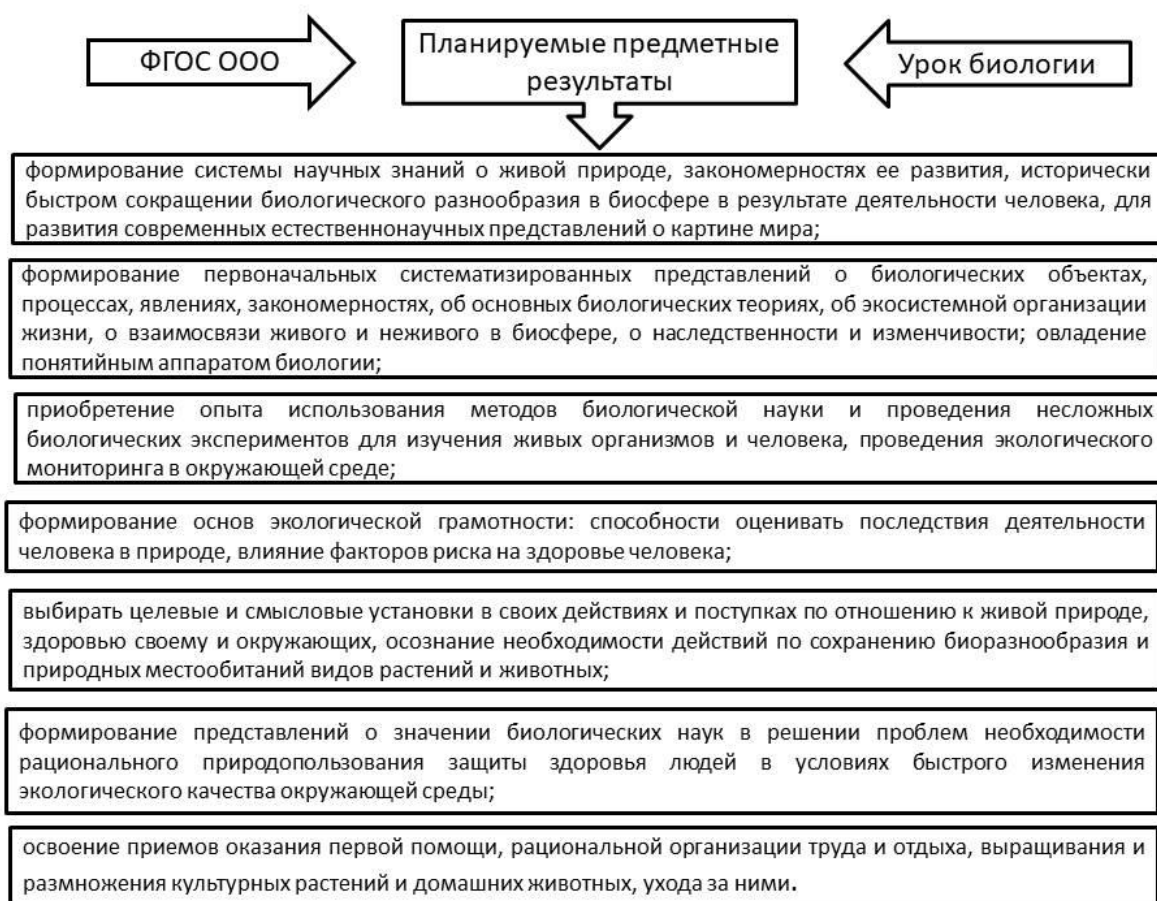 ФГОС ООО
Планируемые предметные
результаты
Урок биологии
формирование системы научных знаний о живой природе, закономерностях ее развития, исторически
быстром сокращении биологического разнообразия в биосфере в результате деятельности человека, для
развития современных естественнонаучных представлений о картине мира;
формирование первоначальных систематизированных представлений о биологических объектах,
процессах, явлениях, закономерностях, об основных биологических теориях, об экосистемной организации
жизни, о взаимосвязи живого и неживого в биосфере, о наследственности и изменчивости; овладение
понятийным аппаратом биологии;
приобретение опыта использования методов биологической науки и проведения несложных
биологических экспериментов для изучения живых организмов и человека, проведения экологического
мониторинга в окружающей среде;
формирование основ экологической грамотности: способности оценивать последствия деятельности
человека в природе, влияние факторов риска на здоровье человека;
выбирать целевые и смысловые установки в своих действиях и поступках по отношению к живой природе,
здоровью своему и окружающих, осознание необходимости действий по сохранению биоразнообразия и
природных местообитаний видов растений и животных;
формирование представлений о значении биологических наук в решении проблем необходимости
рационального природопользования защиты здоровья людей в условиях быстрого изменения
экологического качества окружающей среды;
освоение приемов оказания первой помощи, рациональной организации труда и отдыха, выращивания и
размножения культурных растений и домашних животных, ухода за ними.